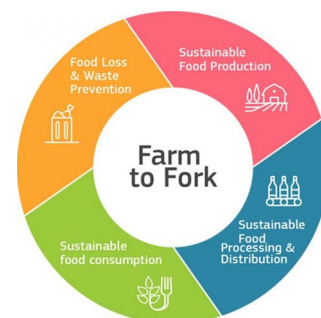 Food Loss
& Waste
Prevention
Sustainable
Food Production
Farm
to Fork
Sustainable
Food
Processing &
Distribution
Sustainable
food consumption